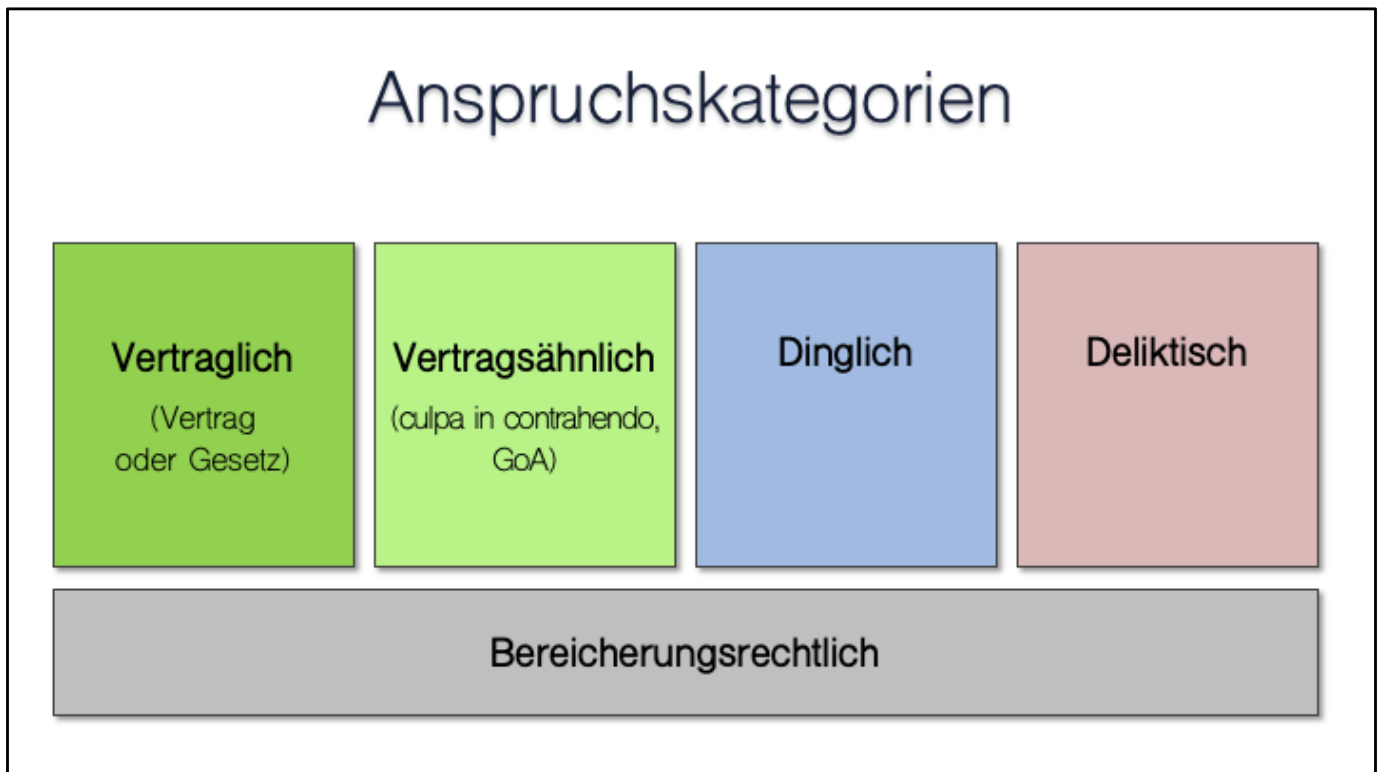 Anspruchskategorien
Vertraglich
(Vertrag
oder Gesetz)
Vertragsähnlich
(culpa in contrahendo,
GoA)
Dinglich
Deliktisch
Bereicherungsrechtlich